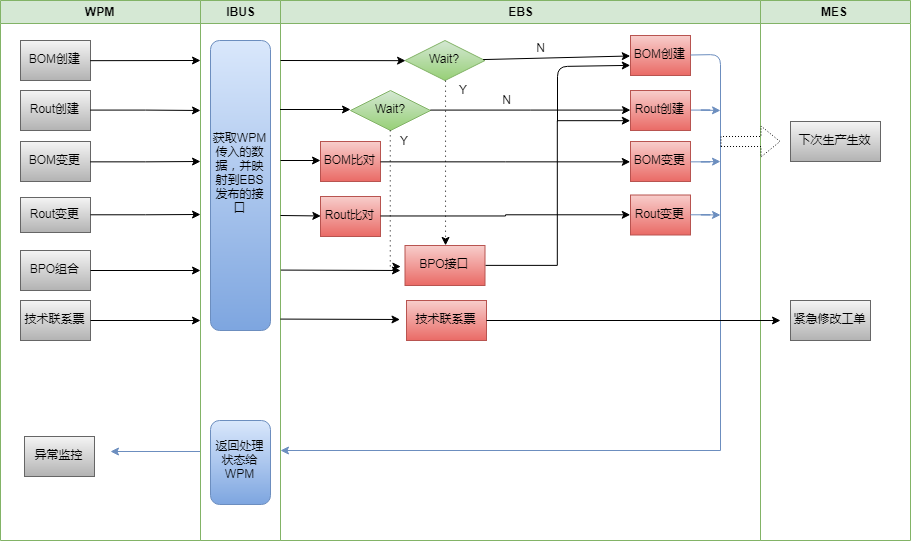 WPM
IBUS
EBS
MES
BOM创建
Rout创建
BOM变更
Rout变更
BPO组合
技术联系票
异常监控
获取WPM
传入的数
据，并映
射到EBS
发布的接
口
返回处理
状态给
WPM
Wait?
N
Y
Wait?
N
Y
BOM比对
Rout比对
BPO接口
技术联系票
BOM创建
Rout创建
BOM变更
Rout变更
下次生产生效
紧急修改工单